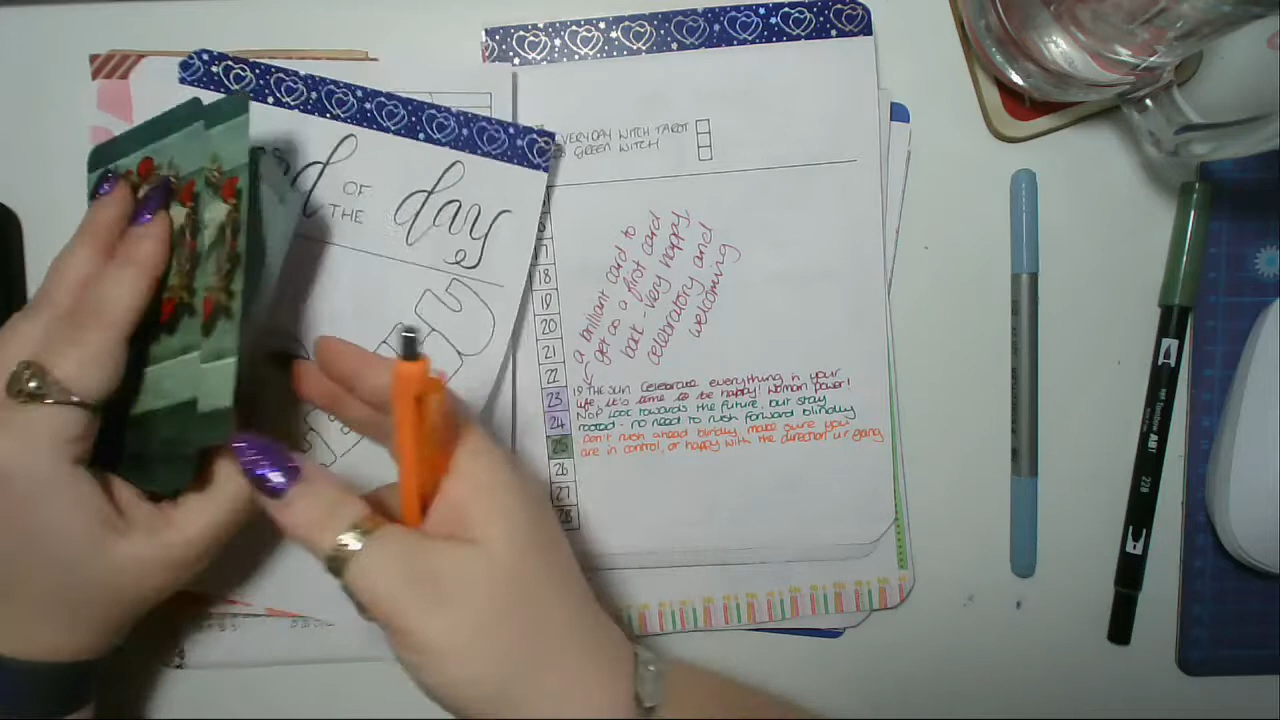 OF
THE
day
EVERYDAY WITCH TAROT
GREEN WITCH
a brilliant card to
get as a first card
back - very happy
celebratory and
welcoming
18
19
20
21
22
23
24
25
26
27
28
19 THE SUN Celebrate everything in your
life, it's time to be happy! Woman power!
NOP Look towards the future, but stay
rooted - no need to rush forward blindly
Don't rush ahead blindly make sure you
are in control, or happy with the direction ur going
ABT
228